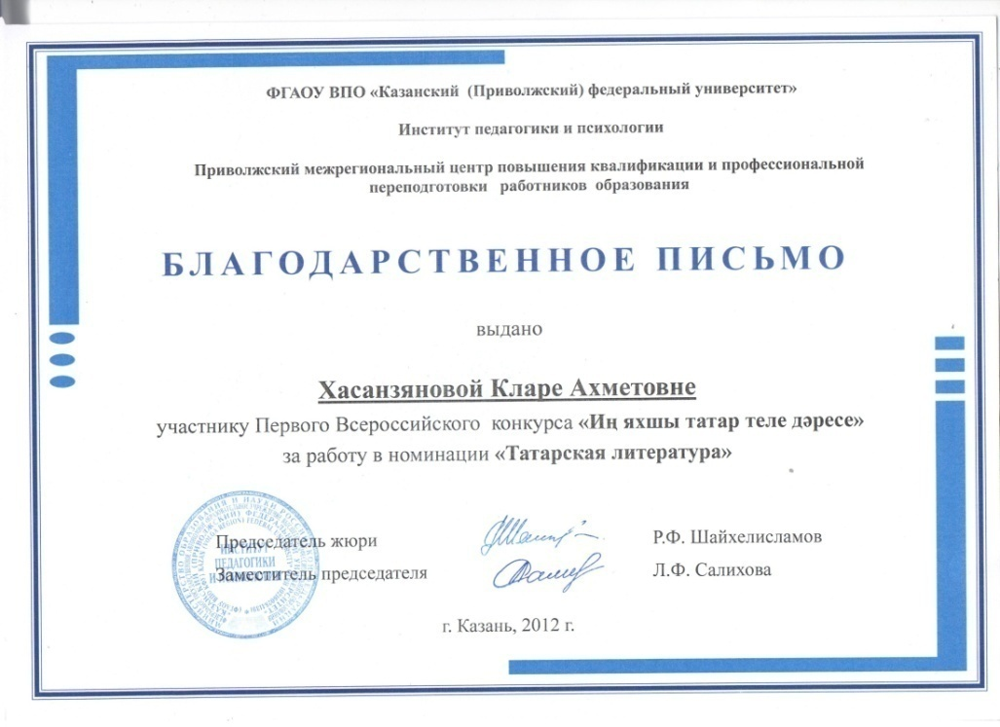 ФГАОУ ВПО «Казанский (Приволжский) федеральный университет»
Институт педагогики и психологии
Приволжский межрегиональный центр повышения квалификации и профессиональной
переподготовки работников образования
БЛАГОДАРСТВЕННОЕ ПИСЬМО
выдано
Хасанзяновой Кларе Ахметовне
участнику Первого Всероссийского конкурса «Иң яхшы татар теле дәресе»
за работу в номинации «Татарская литература»
Председатель жюри Р.Ф. Шайхелисламов
Заместитель председателя Л.Ф. Салихова
ИНСТИТУТ
ПЕДАГОГИКИ
г. Казань, 2012 г.